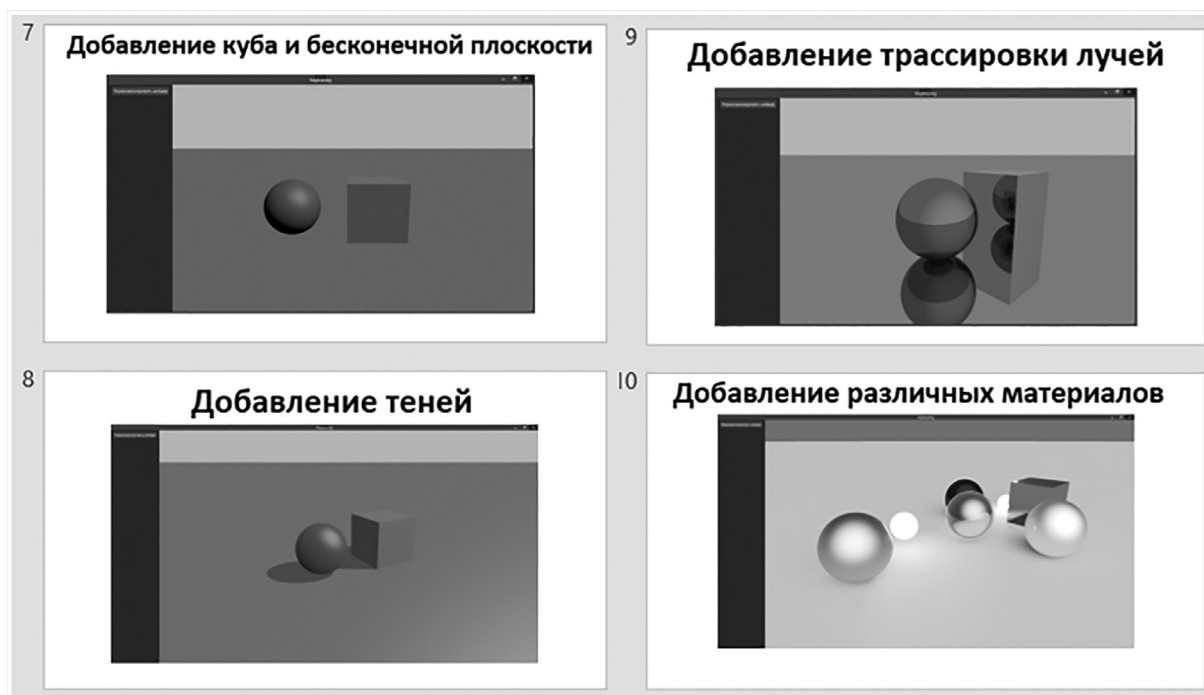 7
Добавление куба и бесконечной плоскости
8
Добавление теней
9
Добавление трассировки лучей
10
Добавление различных материалов